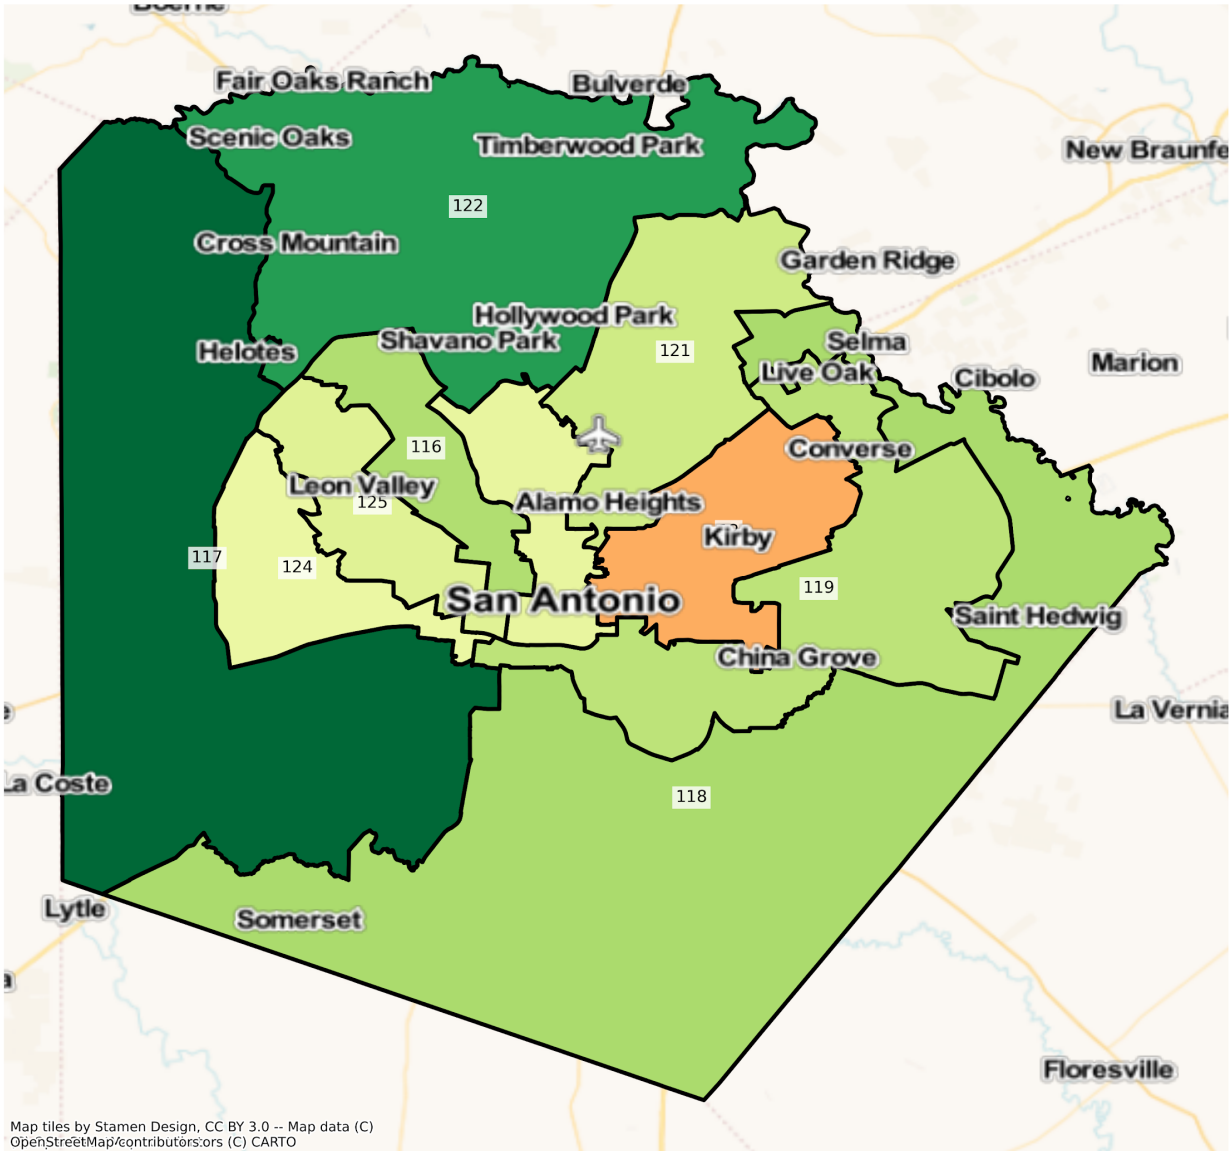 Boerne
Fair Oaks Ranch
Bulverde
Scenic Oaks
Timberwood Park
New Braunfe
122
Cross Mountain
Garden Ridge
Hollywood Park
Shavano Park
Selma
Helotes
121
Marion
Live Oak
Cibolo
116
Converse
Leon Valley
125
Alamo Heights
Kirby
117
124
119
San Antonio
Saint Hedwig
China Grove
La Vernia
La Coste
118
Lytle
Somerset
a
Floresville
Map tiles by Stamen Design, CC BY 3.0 -- Map data (C)
OpenStreetMap contributors (C) CARTO